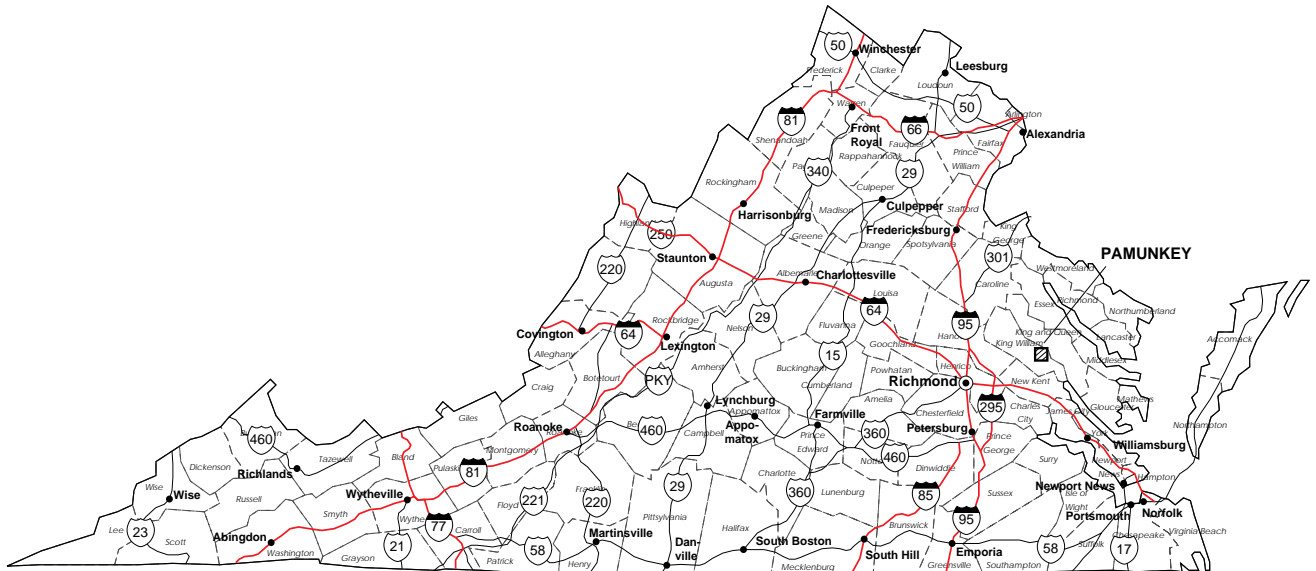 50
Winchester
Frederick
Clarke
Leesburg
Loudoun
50
Warren
Arlington
81
Front
Royal
66
Alexandria
Shenandoah
Fauquier
Fairfax
Prince
William
Rappahannock
340
29
Rockingham
Culpeper
Madison
Culpepper
Harrisonburg
Stafford
Highland
250
Greene
Orange
Fredericksburg
Spotsylvania
King
George
301
PAMUNKEY
Staunton
220
Albemarle
Charlottesville
Westmoreland
Augusta
Louisa
Caroline
Essex
Richmond
Northumberland
64
29
Rockbridge
Nelson
Fluvanna
95
King and Queen
Lancaster
Accomack
Covington
64
Lexington
15
Goochland
King William
Middlesex
Alleghany
Amherst
Buckingham
Powhatan
Henrico
Botetourt
PKY
Cumberland
Richmond
New Kent
Craig
Amelia
Mathews
Lynchburg
Appomattox
Chesterfield
295
Charles
City
James City
Gloucester
Giles
Farmville
Northampton
Roanoke
460
Campbell
Appo-
matox
Prince
Edward
360
Petersburg
Prince
George
York
Williamsburg
460
Montgomery
460
Tazewell
Bland
Pulaski
Surry
Newport
News
Dickenson
Richlands
81
Charlotte
Dinwiddie
Hampton
Wise
Wise
Russell
Wytheville
221
Floyd
220
29
360
Lunenburg
85
Sussex
Newport News
Isle of
Wight
Smyth
Pittsylvania
Portsmouth
Norfolk
Lee
23
Abingdon
77
Carroll
Halifax
Brunswick
95
Virginia Beach
Scott
Washington
Grayson
21
Patrick
58
Martinsville
Henry
Dan-
ville
South Boston
Mecklenburg
South Hill
Emporia
Greensville
58
Southampton
Suffolk
Chesapeake
17